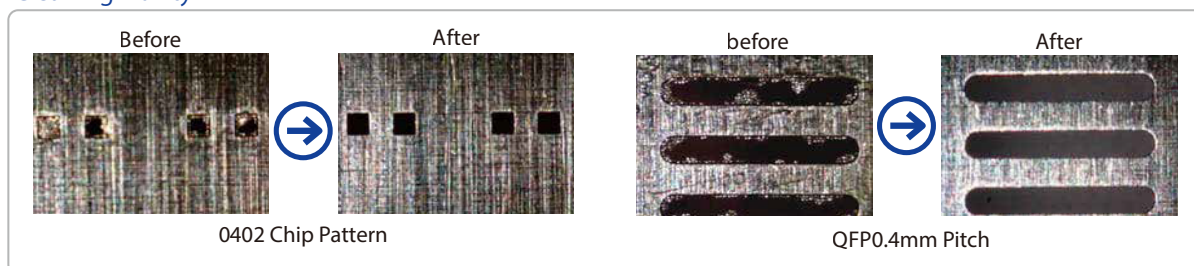 Before
After
before
After
0402 Chip Pattern
QFP0.4mm Pitch